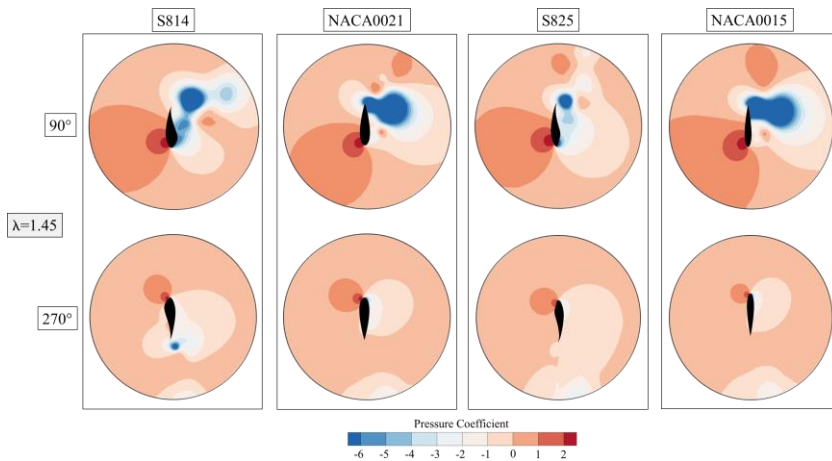 S814 NACA0021 S825 NACA0015
90°
λ=1.45
270°
Pressure Coefficient
-6 -5 -4 -3 -2 -1 0 1 2